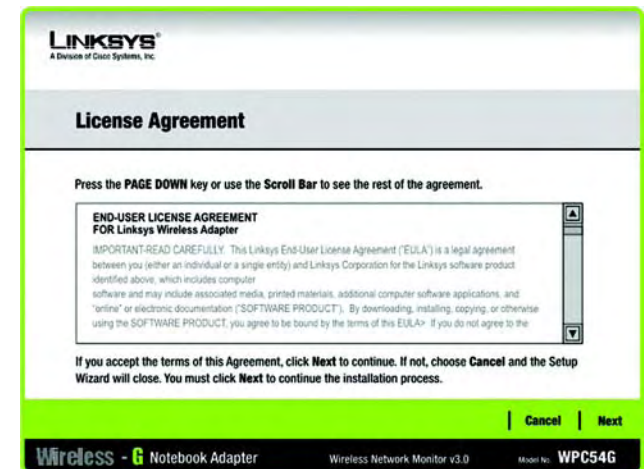 LINKSYS®
A Division of Cisco Systems, Inc.
License Agreement
Press the PAGE DOWN key or use the Scroll Bar to see the rest of the agreement.
END-USER LICENSE AGREEMENT
FOR Linksys Wireless Adapter
IMPORTANT-READ CAREFULLY. This Linksys End-User License Agreement ("EULA") is a legal agreement
between you (either an individual or a single entity) and Linksys Corporation for the Linksys software product
identified above, which includes computer
software and may include associated media, printed materials, additional computer software applications, and
"online" or electronic documentation ("SOFTWARE PRODUCT"). By downloading, installing, copying, or otherwise
using the SOFTWARE PRODUCT, you agree to be bound by the terms of this EULA> If you do not agree to the
If you accept the terms of this Agreement, click Next to continue. If not, choose Cancel and the Setup
Wizard will close. You must click Next to continue the installation process.
Cancel Next
Wireless - G Notebook Adapter Wireless Network Monitor v3.0 Model No. WPC54G